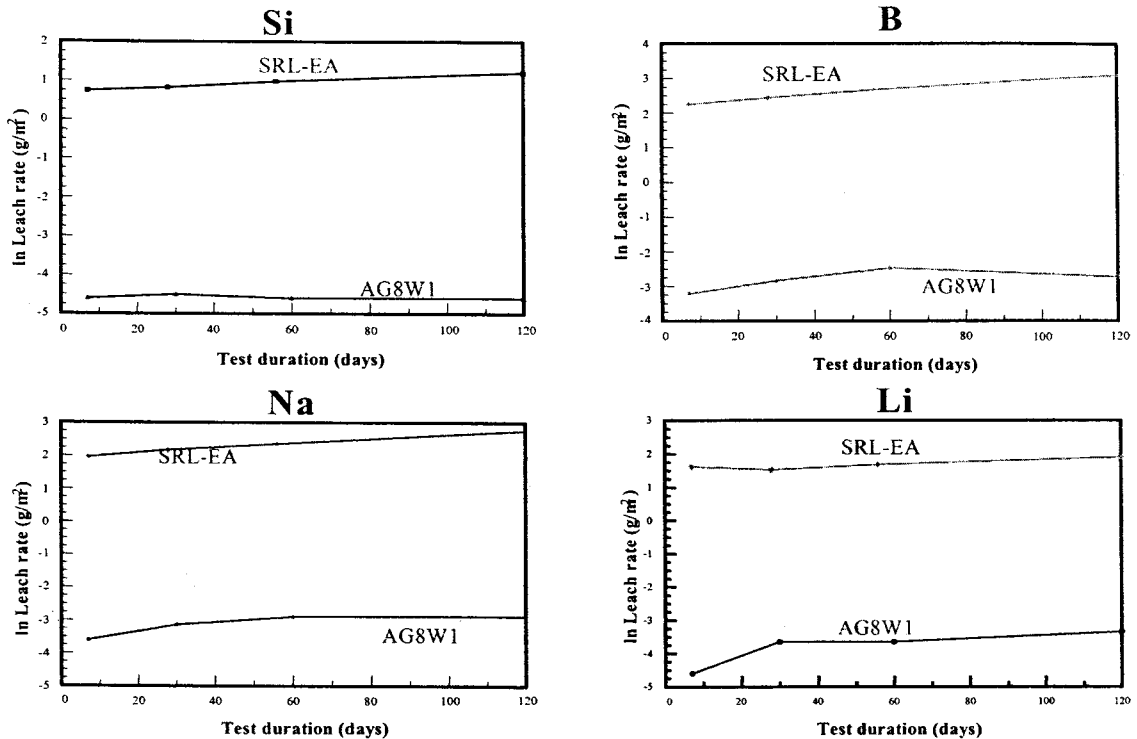 Si
ln Leach rate (g/m²)
2
1
0
-1
-2
-3
-4
-5
SRL-EA
AG8W1
0 20 40 60 80 100 120
Test duration (days)
B
ln Leach rate (g/m²)
4
3
2
1
0
-1
-2
-3
-4
SRL-EA
AG8W1
0 20 40 60 80 100 120
Test duration (days)
Na
ln Leach rate (g/m²)
3
2
1
0
-1
-2
-3
-4
-5
SRL-EA
AG8W1
0 20 40 60 80 100 120
Test duration (days)
Li
ln Leach rate (g/m²)
3
2
1
0
-1
-2
-3
-4
-5
SRL-EA
AG8W1
0 20 40 60 80 100 120
Test duration (days)